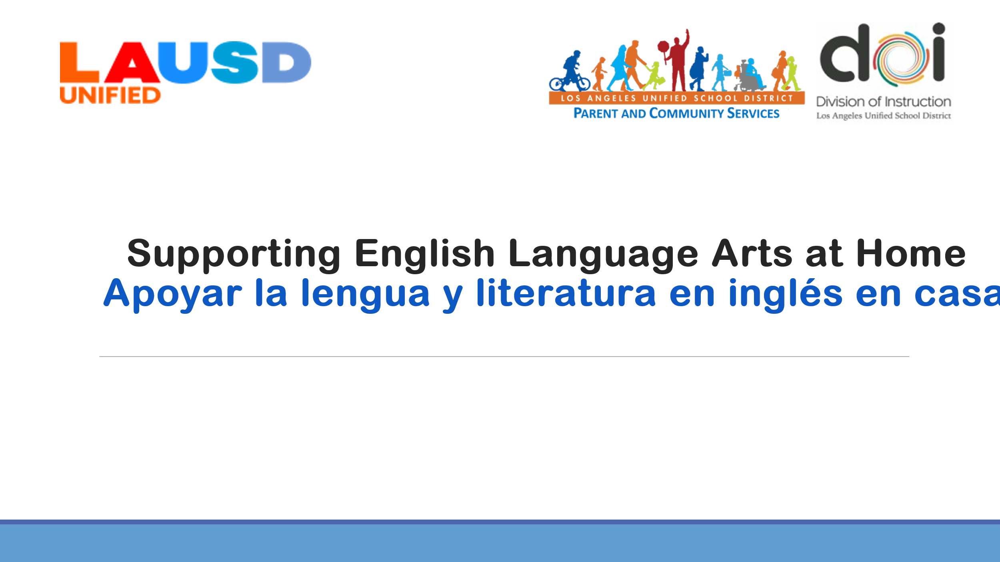 LAUSD
UNIFIED
LOS ANGELES UNIFIED SCHOOL DISTRICT
PARENT AND COMMUNITY SERVICES
doi
Division of Instruction
Los Angeles Unified School District
Supporting English Language Arts at Home
Apoyar la lengua y literatura en inglés en casa